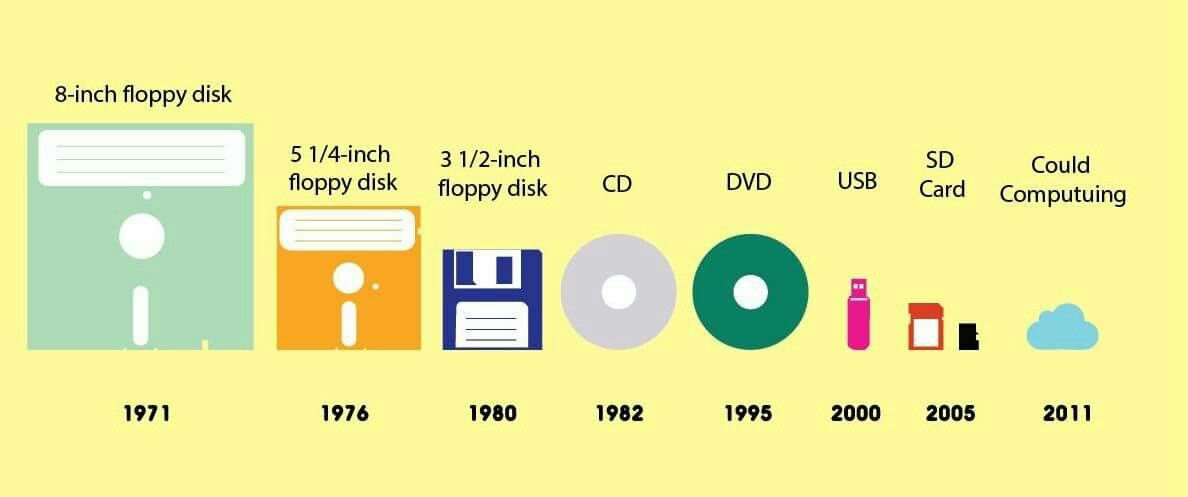 8-inch floppy disk
5 1/4-inch
floppy disk
3 1/2-inch
floppy disk
CD
DVD
USB
SD
Card
Could
Computuing
1971
1976
1980
1982
1995
2000
2005
2011